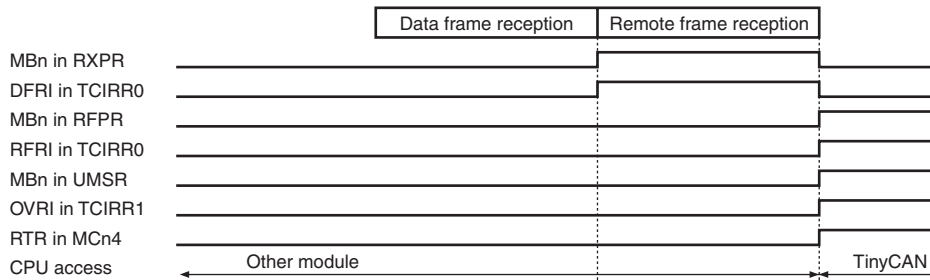 Data frame reception Remote frame reception
MBn in RXPR
DFRI in TCIRR0
MBn in RFPR
RFRI in TCIRR0
MBn in UMSR
OVRI in TCIRR1
RTR in MCn4
CPU access Other module TinyCAN